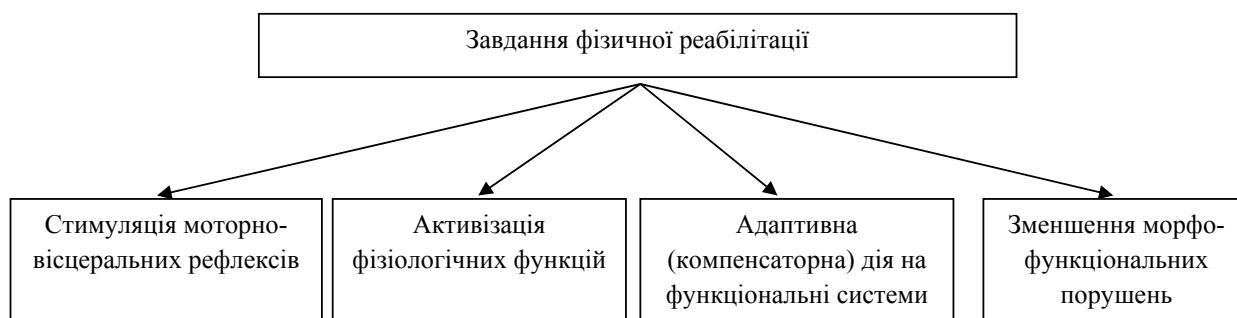 Завдання фізичної реабілітації
Стимуляція моторно-
вісцеральних рефлексів
Активізація
фізіологічних функцій
Адаптивна
(компенсаторна) дія на
функціональні системи
Зменшення морфо-
функціональних
порушень